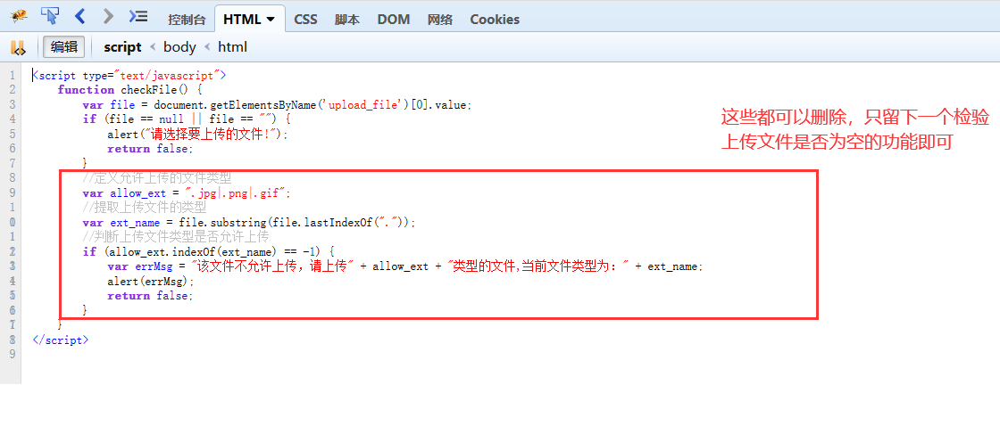 控制台 HTML CSS 脚本 DOM 网络 Cookies
编辑 script < body < html
1 <script type="text/javascript">
2 function checkFile() {
3 var file = document.getElementsByName('upload_file')[0].value;
4 if (file == null || file == "") {
5 alert("请选择要上传的文件!");
6 return false;
7 }
8 //定义允许上传的文件类型
9 var allow_ext = ".jpg|.png|.gif";
1 //提取上传文件的类型
0 var ext_name = file.substring(file.lastIndexOf("."));
1 //判断上传文件类型是否允许上传
2 if (allow_ext.indexOf(ext_name) == -1) {
3 var errMsg = "该文件不允许上传，请上传" + allow_ext + "类型的文件,当前文件类型为：" + ext_name;
4 alert(errMsg);
5 return false;
6 }
7 }
8 </script>
9
这些都可以删除，只留下一个检验
上传文件是否为空的功能即可